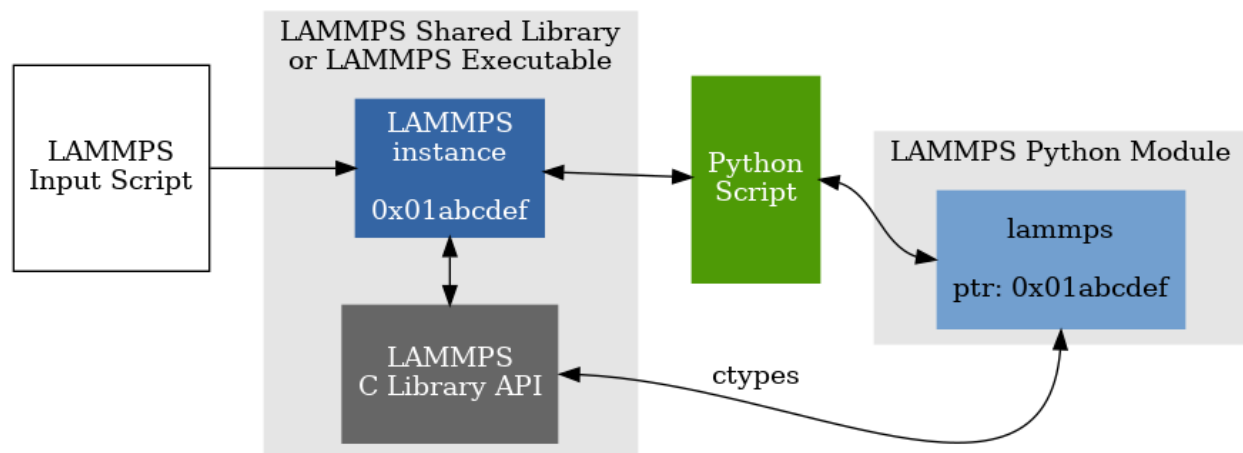 LAMMPS Shared Library
or LAMMPS Executable
LAMMPS
Input Script
LAMMPS
instance
0x01abcdef
Python
Script
LAMMPS Python Module
lammps
ptr: 0x01abcdef
LAMMPS
C Library API
ctypes